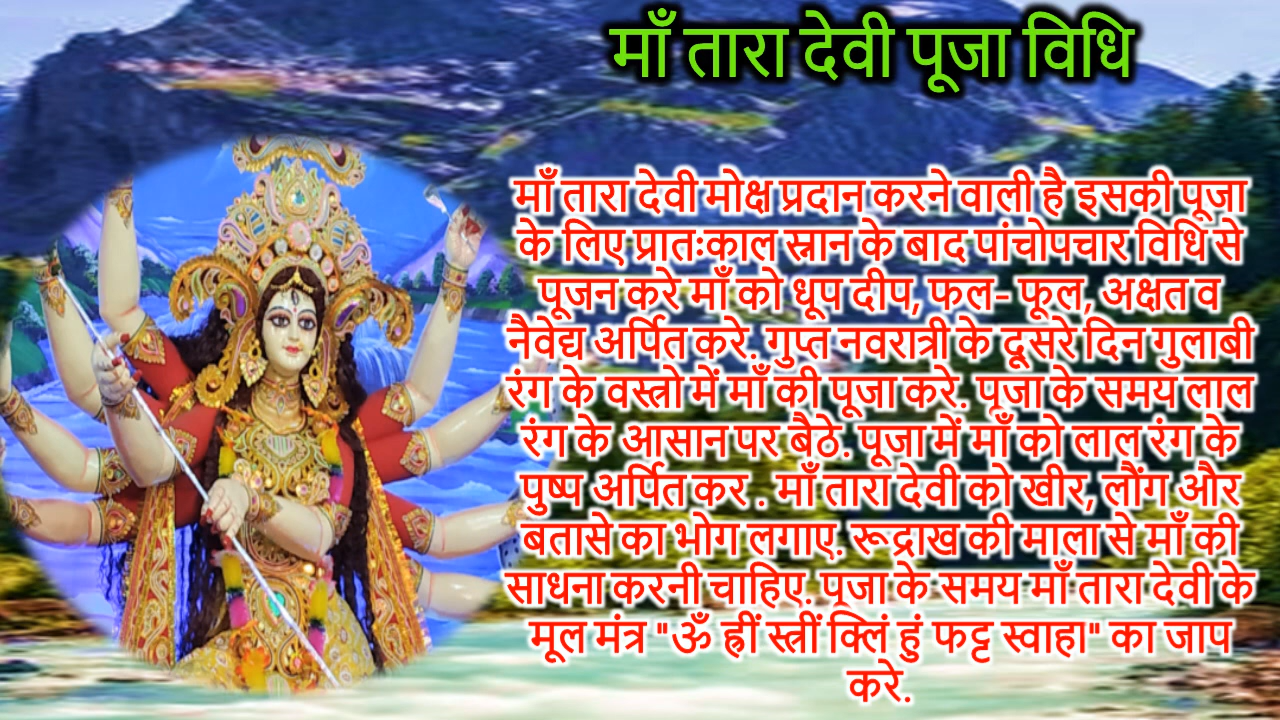 माँ तारा देवी पूजा विधि
माँ तारा देवी मोक्ष प्रदान करने वाली है इसकी पूजा
के लिए प्रातःकाल स्नान के बाद पांचोपचार विधि से
पूजन करे माँ को धूप दीप, फल- फूल, अक्षत व
नैवेद्य अर्पित करे. गुप्त नवरात्री के दूसरे दिन गुलाबी
रंग के वस्त्रो में माँ की पूजा करे. पूजा के समय लाल
रंग के आसान पर बैठे. पूजा में माँ को लाल रंग के
पुष्प अर्पित कर . माँ तारा देवी को खीर, लौंग और
बतासे का भोग लगाए. रूद्राख की माला से माँ की
साधना करनी चाहिए. पूजा के समय माँ तारा देवी के
मूल मंत्र "ॐ ह्रीं स्त्रीं क्लिं हुं फट्ट स्वाहा" का जाप
करे.